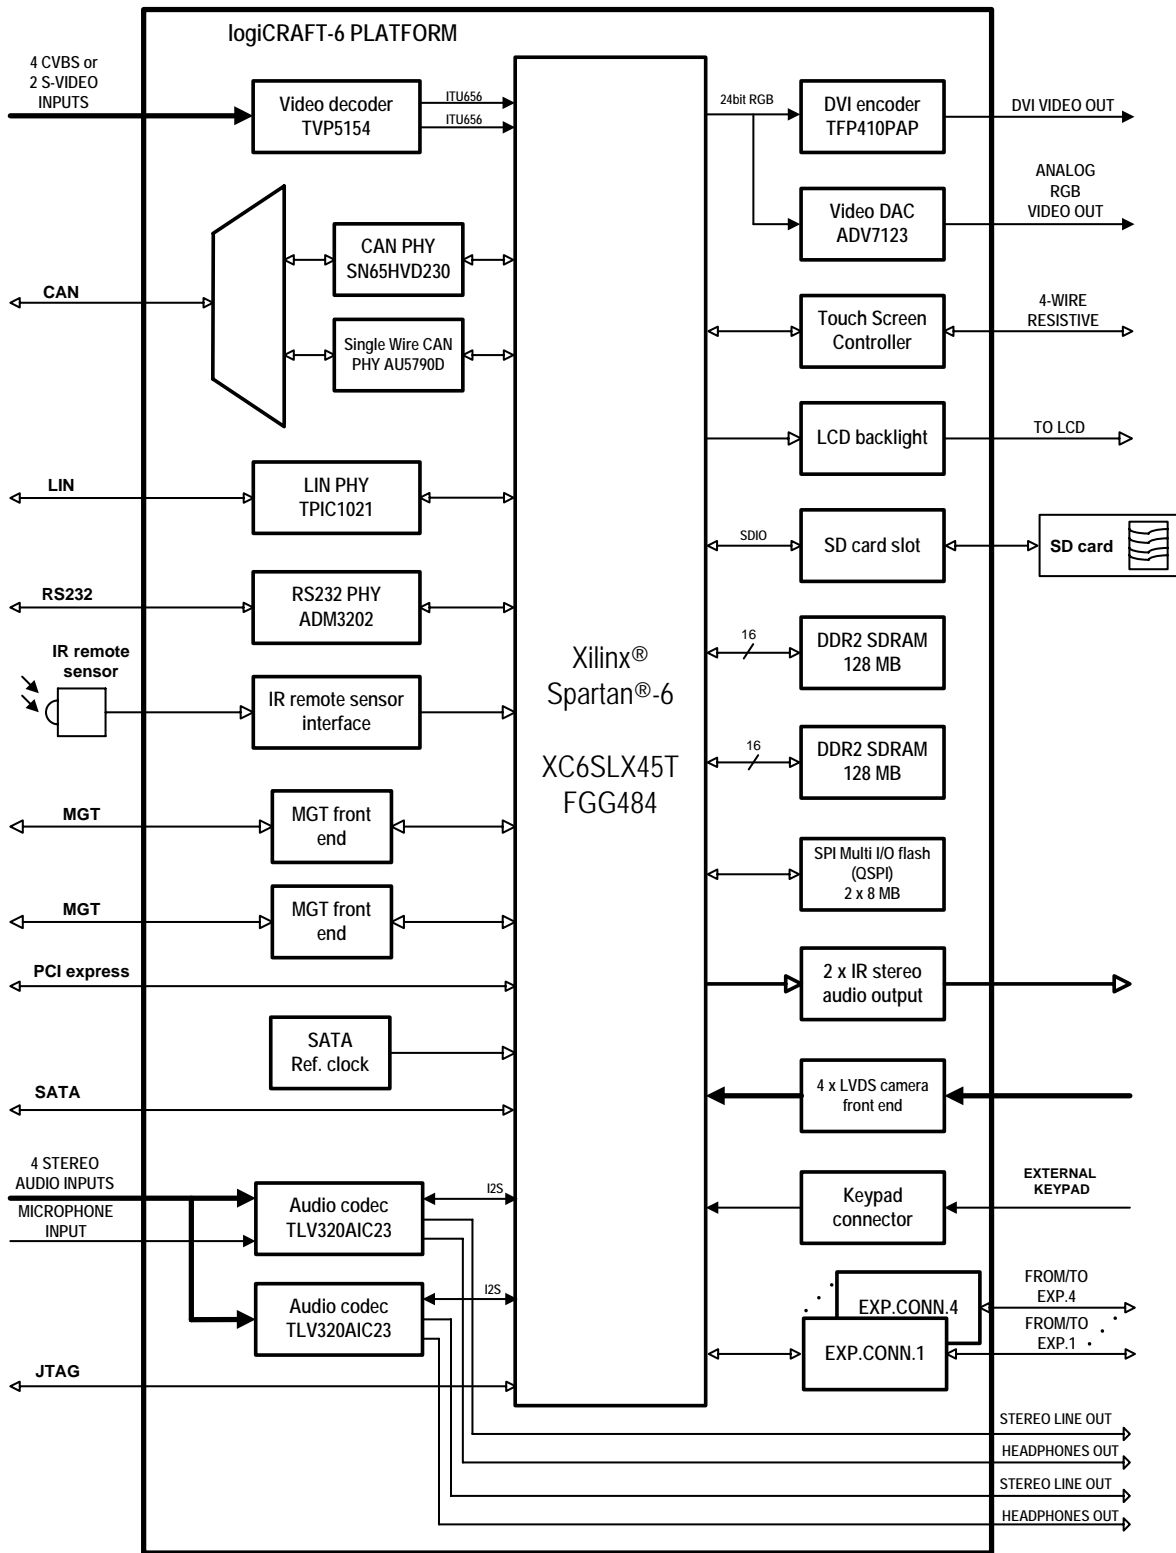 logiCRAFT-6 PLATFORM
4 CVBS or
2 S-VIDEO
INPUTS
Video decoder
TVP5154
ITU656
ITU656
CAN
CAN PHY
SN65HVD230
Single Wire CAN
PHY AU5790D
LIN
LIN PHY
TPIC1021
RS232
RS232 PHY
ADM3202
IR remote
sensor
IR remote sensor
interface
MGT
MGT front
end
MGT
MGT front
end
PCI express
SATA
Ref. clock
SATA
4 STEREO
AUDIO INPUTS
MICROPHONE
INPUT
Audio codec
TLV320AIC23
I2S
Audio codec
TLV320AIC23
I2S
JTAG
Xilinx®
Spartan®-6
XC6SLX45T
FGG484
24bit RGB
DVI encoder
TFP410PAP
DVI VIDEO OUT
Video DAC
ADV7123
ANALOG
RGB
VIDEO OUT
Touch Screen
Controller
4-WIRE
RESISTIVE
LCD backlight
TO LCD
SDIO
SD card slot
SD card
16
DDR2 SDRAM
128 MB
16
DDR2 SDRAM
128 MB
SPI Multi I/O flash
(QSPI)
2 x 8 MB
2 x IR stereo
audio output
4 x LVDS camera
front end
Keypad
connector
EXTERNAL
KEYPAD
EXP.CONN.4
FROM/TO
EXP.4
EXP.CONN.1
FROM/TO
EXP.1
STEREO LINE OUT
HEADPHONES OUT
STEREO LINE OUT
HEADPHONES OUT